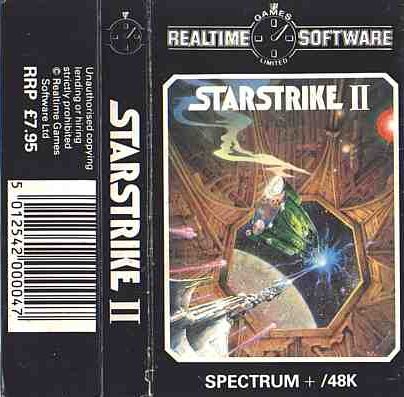 Unauthorised copying
lending or hiring
strictly prohibited
© Realtime Games
Software Ltd
RRP £7.95
5 012542 000047
STARSTRIKE II
REALTIME GAMES SOFTWARE
LIMITED
STARSTRIKE II
SPECTRUM + /48K